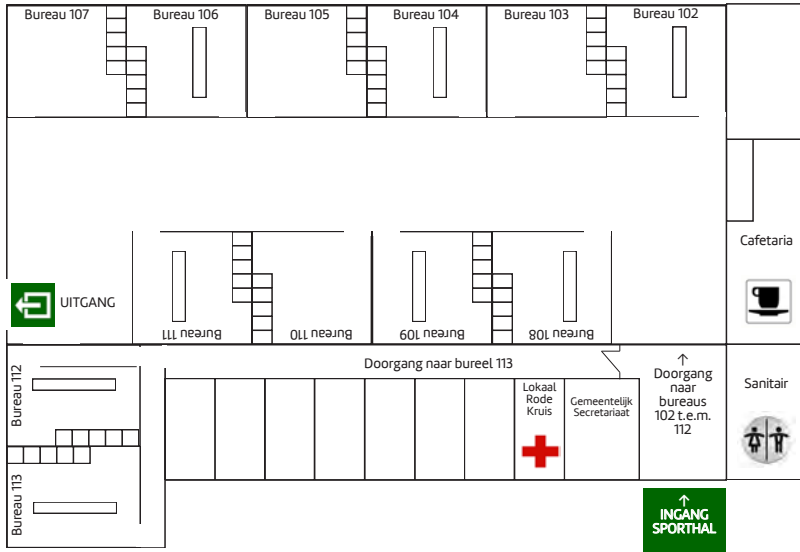 Bureau 107
Bureau 106
Bureau 105
Bureau 104
Bureau 103
Bureau 102
Cafetaria
UITGANG
Bureau 111
Bureau 110
Bureau 109
Bureau 108
Doorgang naar bureel 113
Bureau 112
Lokaal
Rode
Kruis
Gemeentelijk
Secretariaat
↑
Doorgang
naar
bureaus
102 t.e.m.
112
Sanitair
Bureau 113
↑
INGANG
SPORTHAL